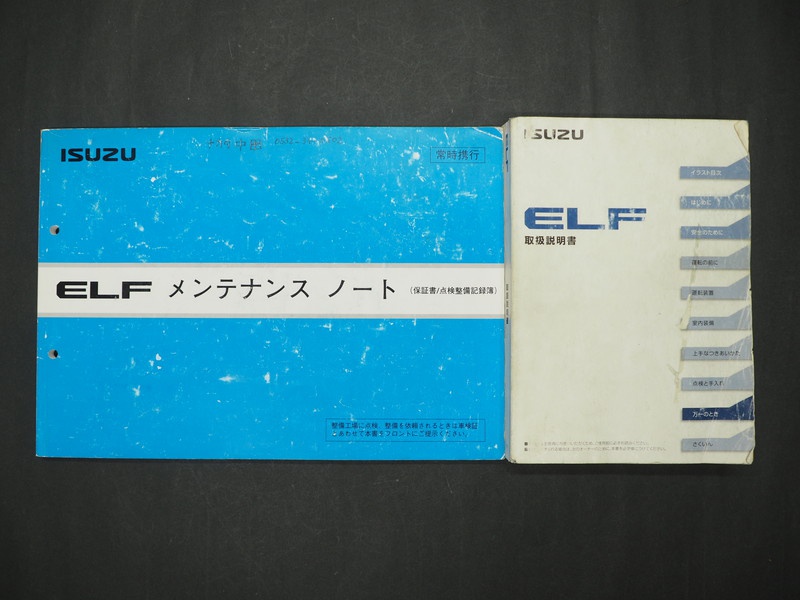 ISUZU
常時携行
ELF メンテナンス ノート (保証書/点検整備記録簿)
整備工場に点検、整備を依頼されるときは車検証
とあわせて本書をフロントにご提示ください。
ISUZU
ELF
取扱説明書
イラスト目次
はじめに
安全のために
運転の前に
運転装置
室内装備
上手なつきあいかた
点検と手入れ
万一のとき
さくいん